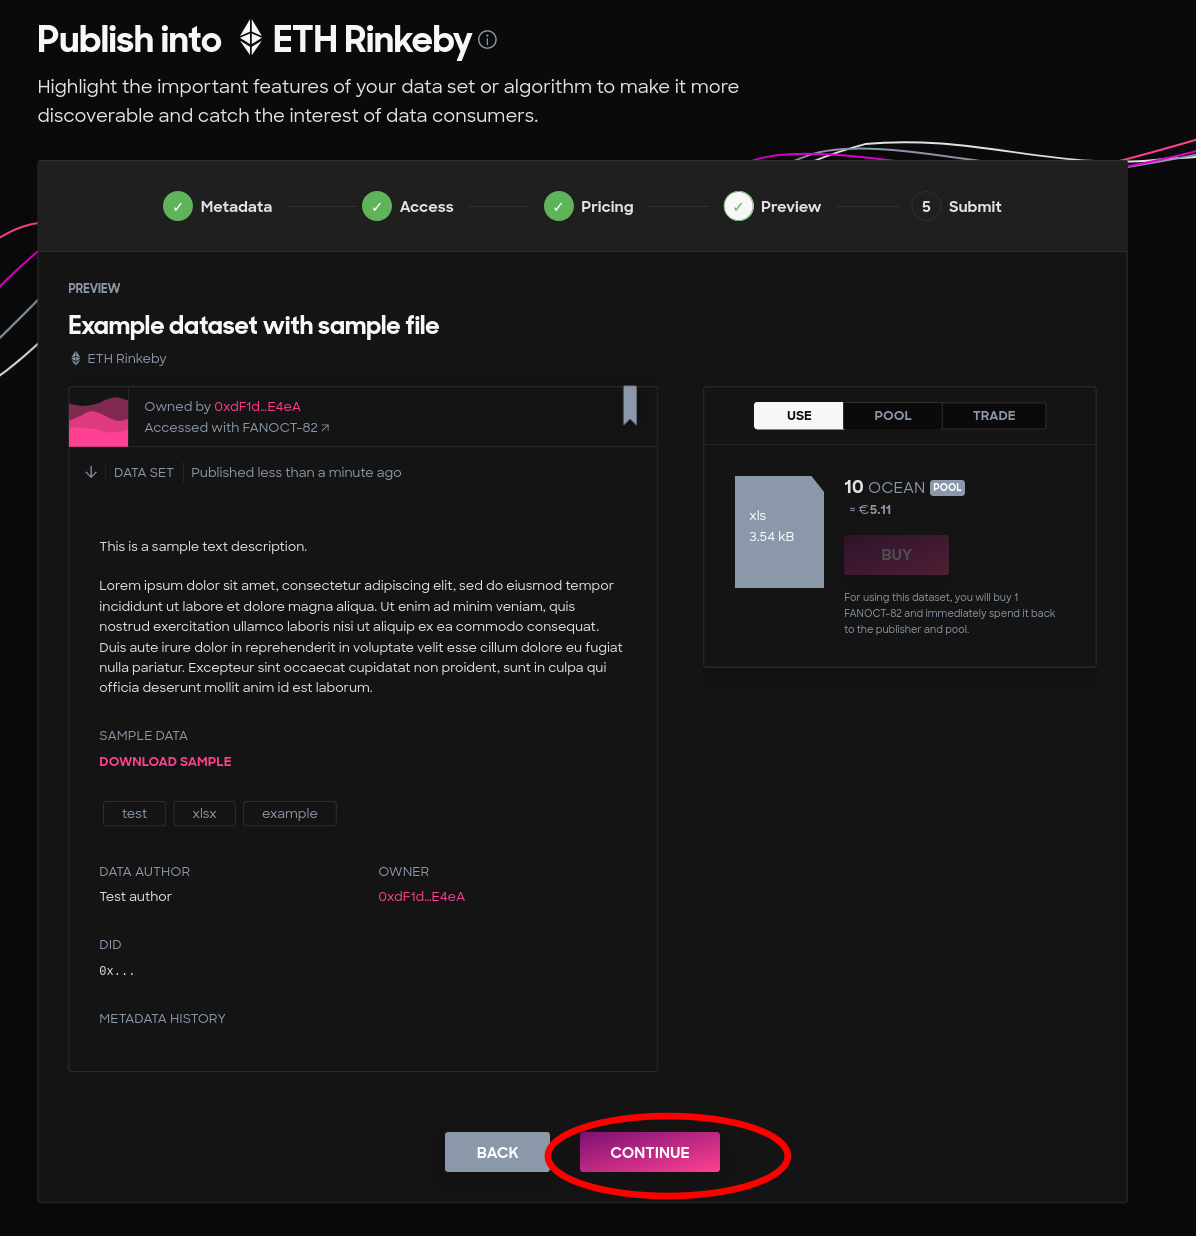 Publish into ETH Rinkeby
Highlight the important features of your data set or algorithm to make it more
discoverable and catch the interest of data consumers.
✓ Metadata ✓ Access ✓ Pricing ✓ Preview 5 Submit
PREVIEW
Example dataset with sample file
ETH Rinkeby
Owned by 0xdF1d…E4eA
Accessed with FANOCT-82 ↗
DATA SET Published less than a minute ago
This is a sample text description.
Lorem ipsum dolor sit amet, consectetur adipiscing elit, sed do eiusmod tempor
incididunt ut labore et dolore magna aliqua. Ut enim ad minim veniam, quis
nostrud exercitation ullamco laboris nisi ut aliquip ex ea commodo consequat.
Duis aute irure dolor in reprehenderit in voluptate velit esse cillum dolore eu fugiat
nulla pariatur. Excepteur sint occaecat cupidatat non proident, sunt in culpa qui
officia deserunt mollit anim id est laborum.
SAMPLE DATA
DOWNLOAD SAMPLE
test xlsx example
DATA AUTHOR OWNER
Test author 0xdF1d…E4eA
DID
0x...
METADATA HISTORY
USE POOL TRADE
xls
3.54 kB
10 OCEAN POOL
≈ €5.11
BUY
For using this dataset, you will buy 1
FANOCT-82 and immediately spend it back
to the publisher and pool.
BACK CONTINUE